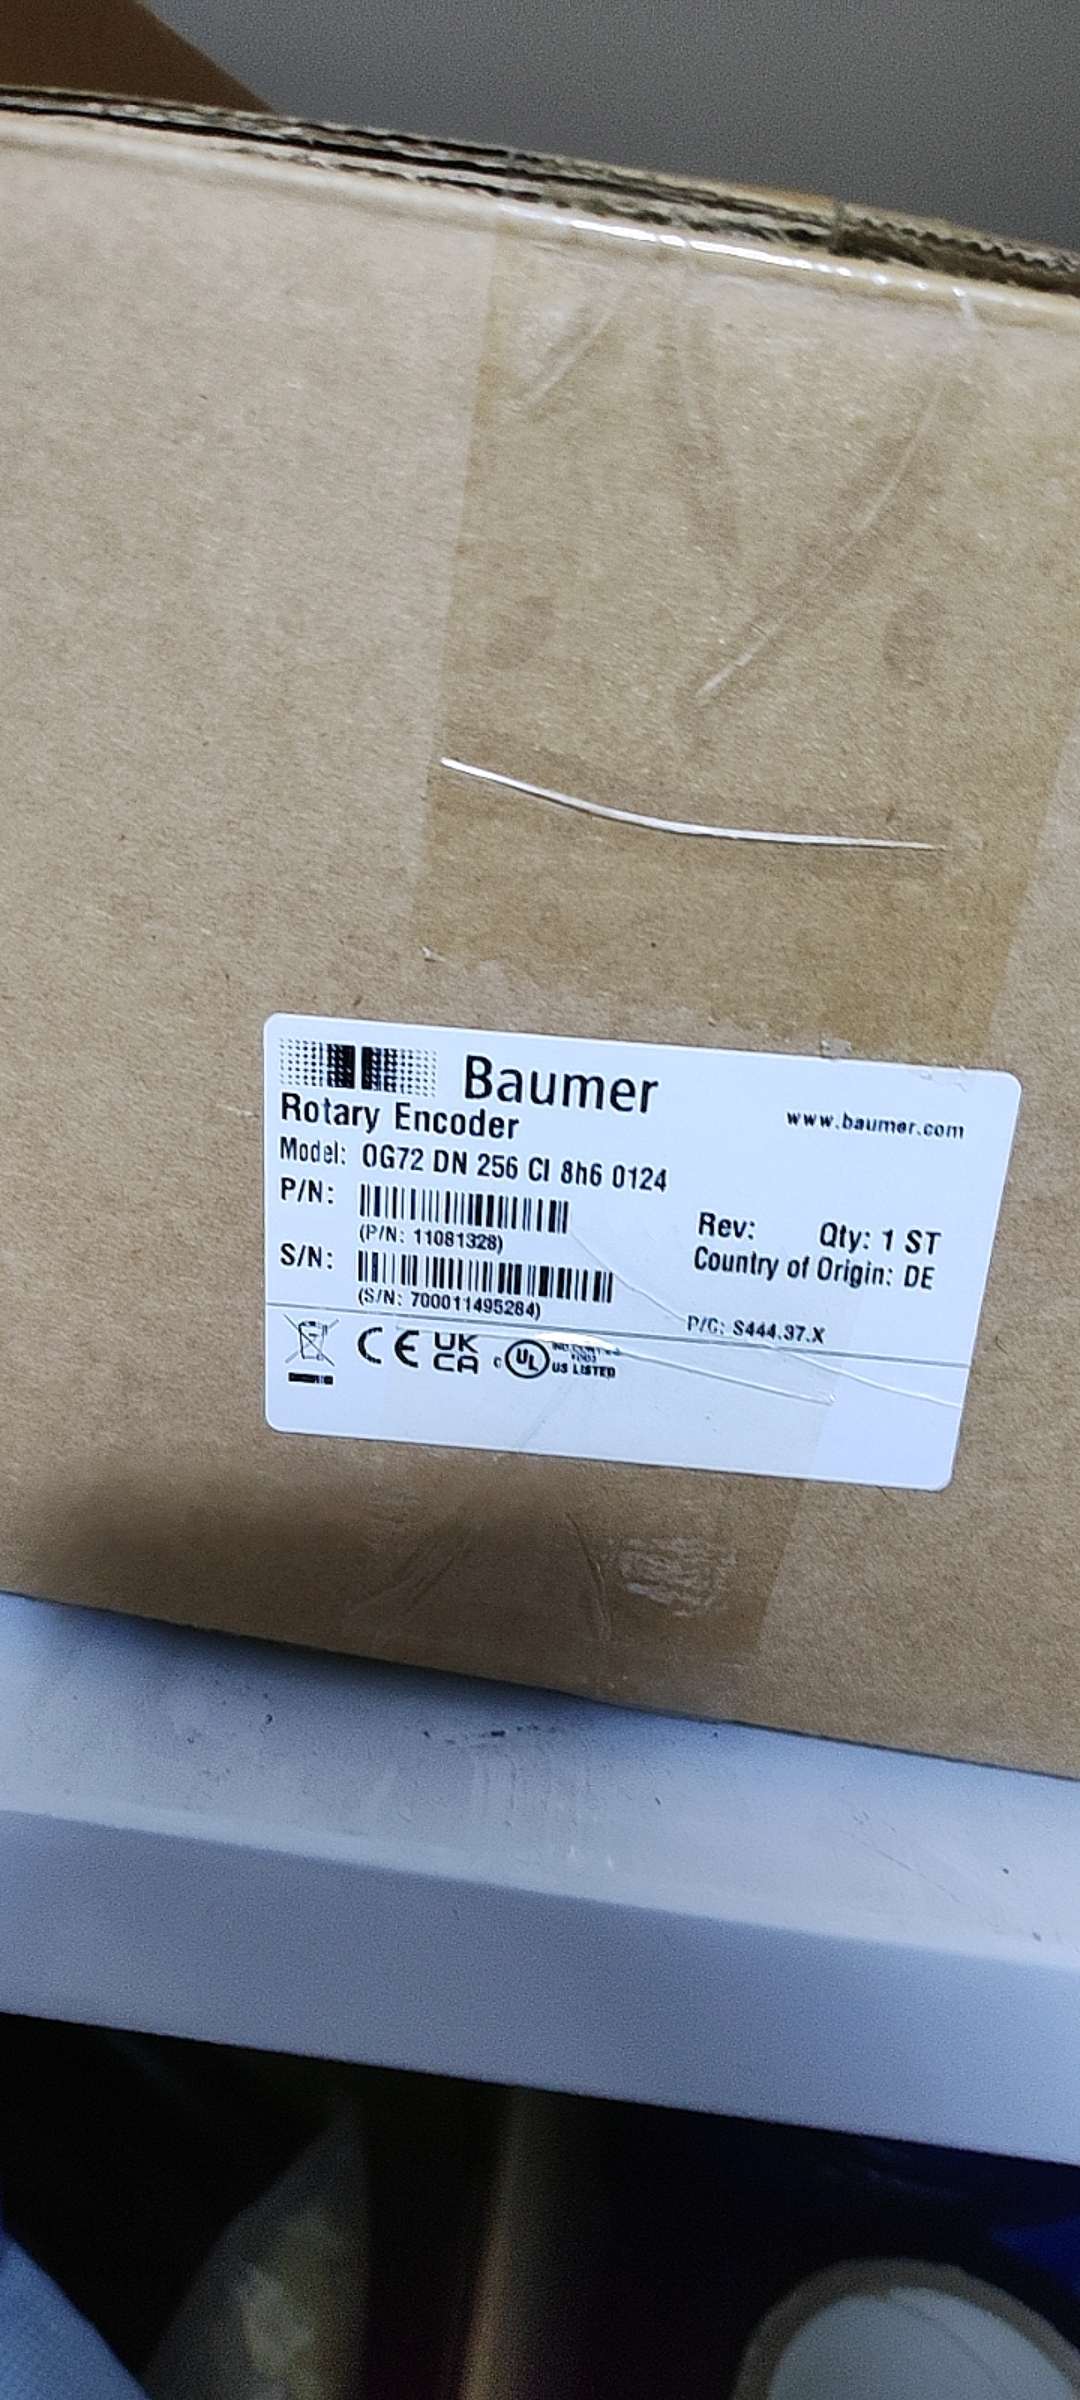 Baumer
www.baumer.com
Rotary Encoder
Model: OG72 DN 256 CI 8h6 0124
P/N:
(P/N: 11081328)
Rev: Qty: 1 ST
Country of Origin: DE
S/N:
(S/N: 700011495284)
P/C: S444.37.X
CE UK CA c UL US LISTED